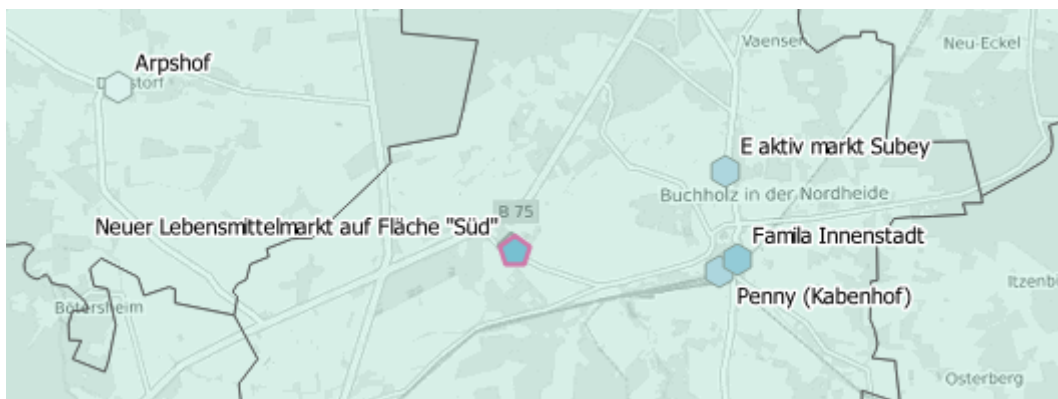 Vaensen
Neu-Eckel
Arpshof
E aktiv markt Subey
Buchholz in der Nordheide
B 75
Neuer Lebensmittelmarkt auf Fläche "Süd"
Famila Innenstadt
Penny (Kabenhof)
Bötersheim
Osterberg